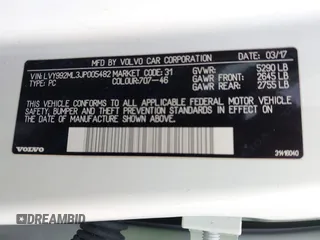 MFD. BY VOLVO CAR CORPORATION 03/17
VIN: LVY992ML3JP005482 MARKET CODE: 31 GVWR: 5290 LB
TYPE: PC COLOUR: 707-46 GAWR FRONT: 2645 LB
GAWR REAR: 2755 LB
THIS VEHICLE CONFORMS TO ALL APPLICABLE FEDERAL MOTOR VEHICLE
SAFETY, BUMPER, AND THEFT PREVENTION STANDARDS IN EFFECT ON
THE DATE OF MANUFACTURE SHOWN ABOVE.
VOLVO
31416040
DREAMBID